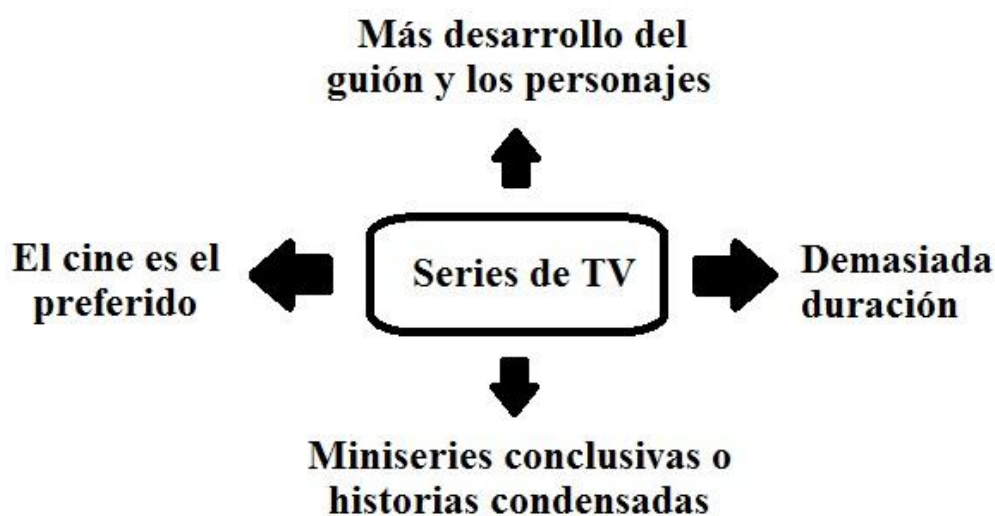 Más desarrollo del
guión y los personajes
El cine es el
preferido
Series de TV
Demasiada
duración
Miniseries conclusivas o
historias condensadas